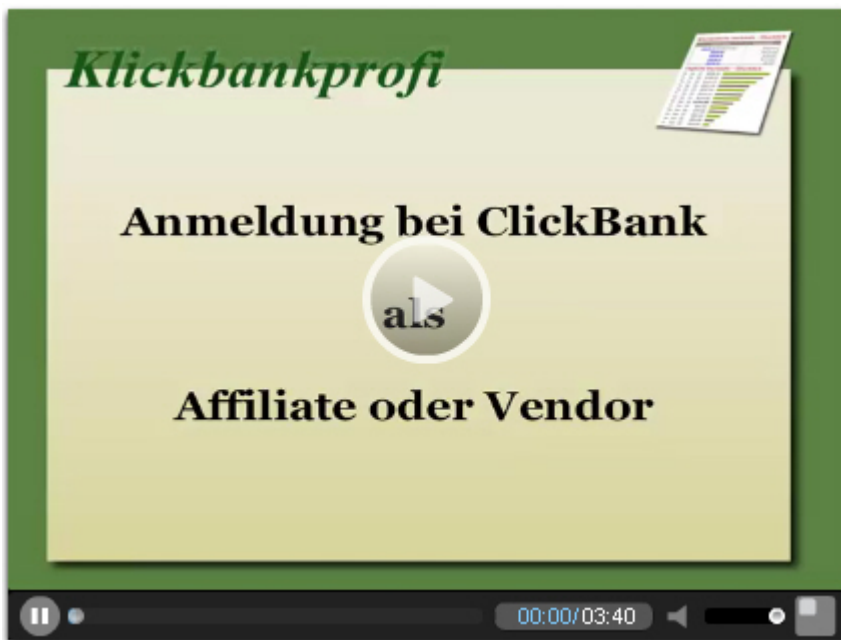 Klickbankprofi
Anmeldung bei ClickBank
als
Affiliate oder Vendor
00:00/03:40